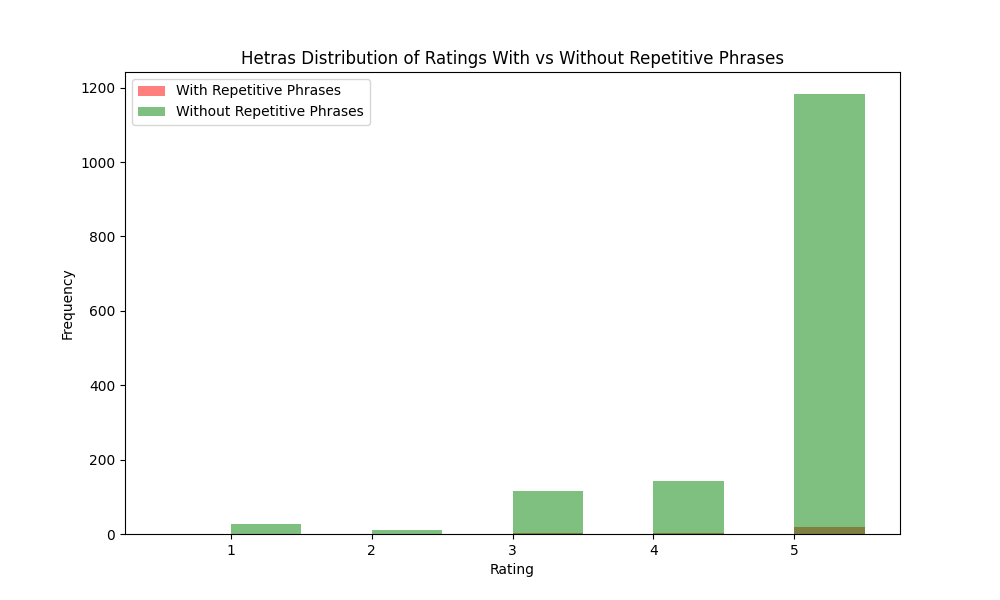 Hetras Distribution of Ratings With vs Without Repetitive Phrases
With Repetitive Phrases
Without Repetitive Phrases
1200
1000
800
600
400
200
0
Frequency
1 2 3 4 5
Rating